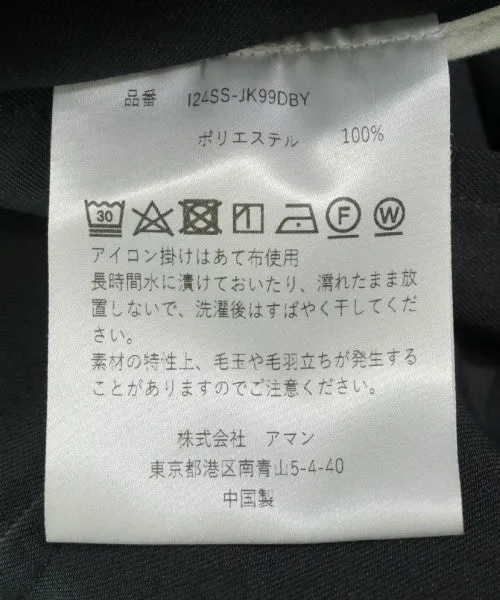 品番 I24SS-JK99DBY
ポリエステル 100%
30 F W
アイロン掛けはあて布使用
長時間水に漬けておいたり、濡れたまま放
置しないで、洗濯後はすばやく干してくだ
さい。
素材の特性上、毛玉や毛羽立ちが発生する
ことがありますのでご注意ください。
株式会社 アマン
東京都港区南青山5-4-40
中国製